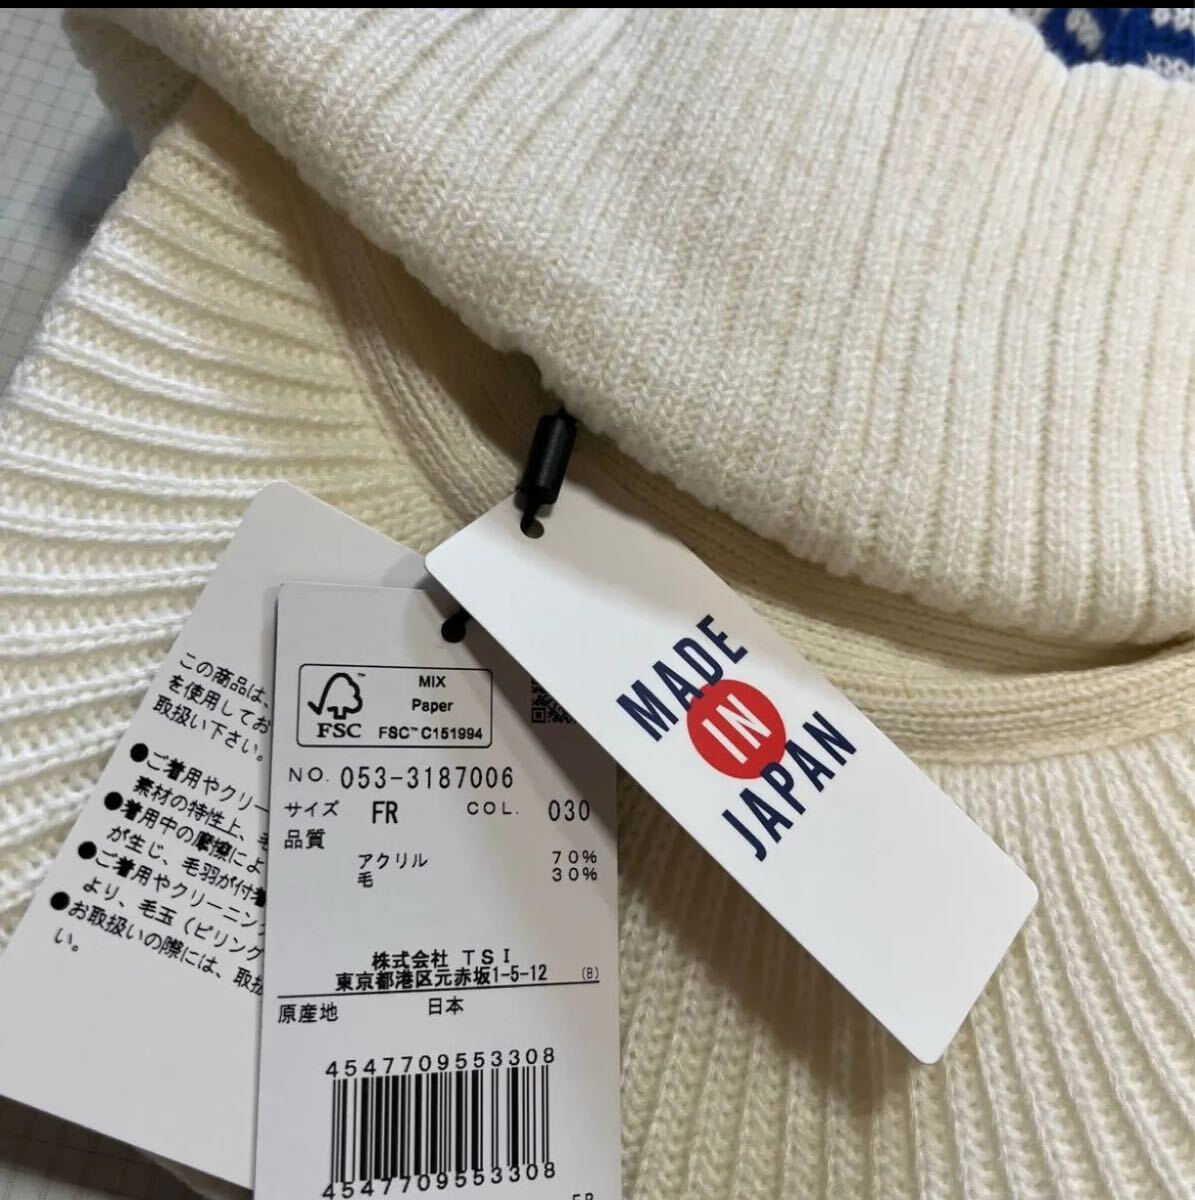 この商品は、
を使用してお
取扱い下さい。
●ご着用やクリー
素材の特性上、毛
●着用中の摩擦によ
が生じ、毛羽が付着
●ご着用やクリーニン
より、毛玉(ピリング
●お取扱いの際には、取扱
い。
FSC™
MIX
Paper
FSC™ C151994
NO. 053-3187006
サイズ FR COL. 030
品質
アクリル 70%
毛 30%
株式会社 TSI
東京都港区元赤坂1-5-12 (B)
原産地 日本
4547709553308
4547709553308
MADE
IN
JAPAN